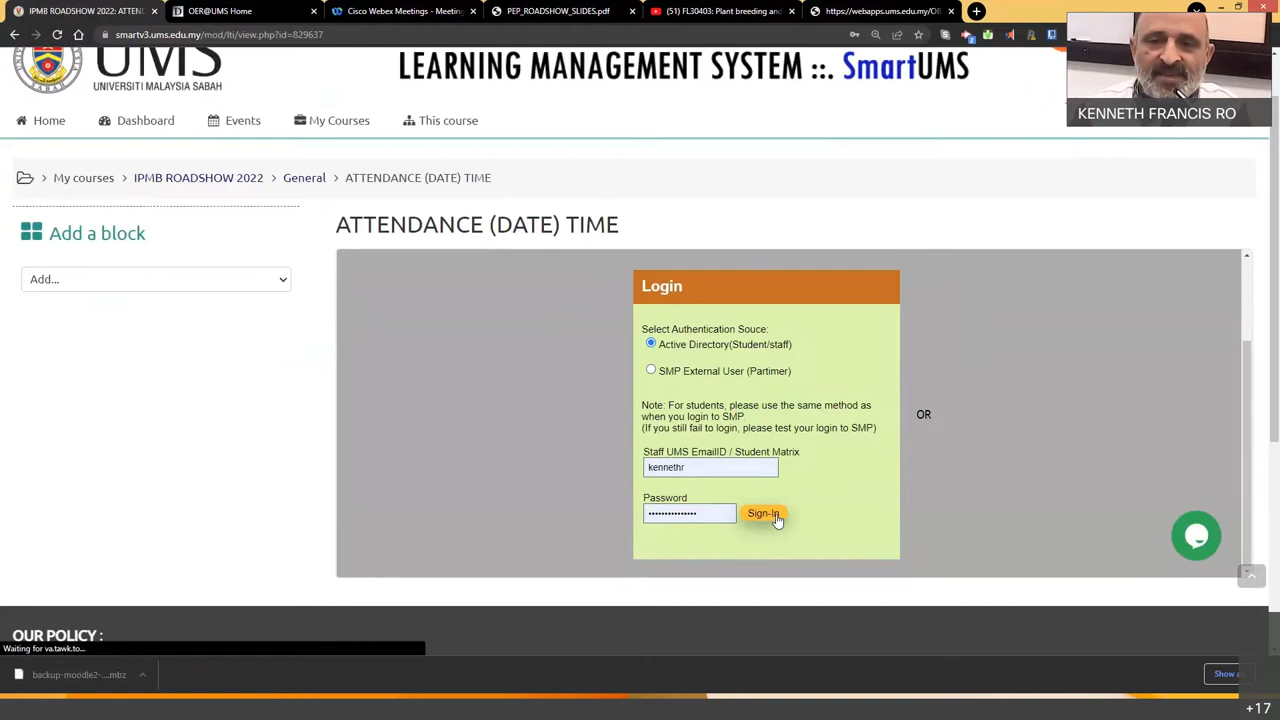 IPMB ROADSHOW 2022: ATTENDANC
OER@UMS Home
Cisco Webex Meetings - Meeting
PEP_ROADSHOW_SLIDES.pdf
(51) FL30403: Plant breeding and
https://webapps.ums.edu.my/OE
smartv3.ums.edu.my/mod/lti/view.php?id=829637
UMS
UNIVERSITI MALAYSIA SABAH
LEARNING MANAGEMENT SYSTEM ::. SmartUMS
KENNETH FRANCIS RO
Home
Dashboard
Events
My Courses
This course
My courses > IPMB ROADSHOW 2022 > General > ATTENDANCE (DATE) TIME
Add a block
Add...
ATTENDANCE (DATE) TIME
Login
Select Authentication Souce:
Active Directory(Student/staff)
SMP External User (Partimer)
Note: For students, please use the same method as
when you login to SMP.
(If you still fail to login, please test your login to SMP)
OR
Staff UMS EmailID / Student Matrix
kennethr
Password
Sign-In
OUR POLICY :
Waiting for va.tawk.to...
backup-moodle2-....mbz
Show a
+17